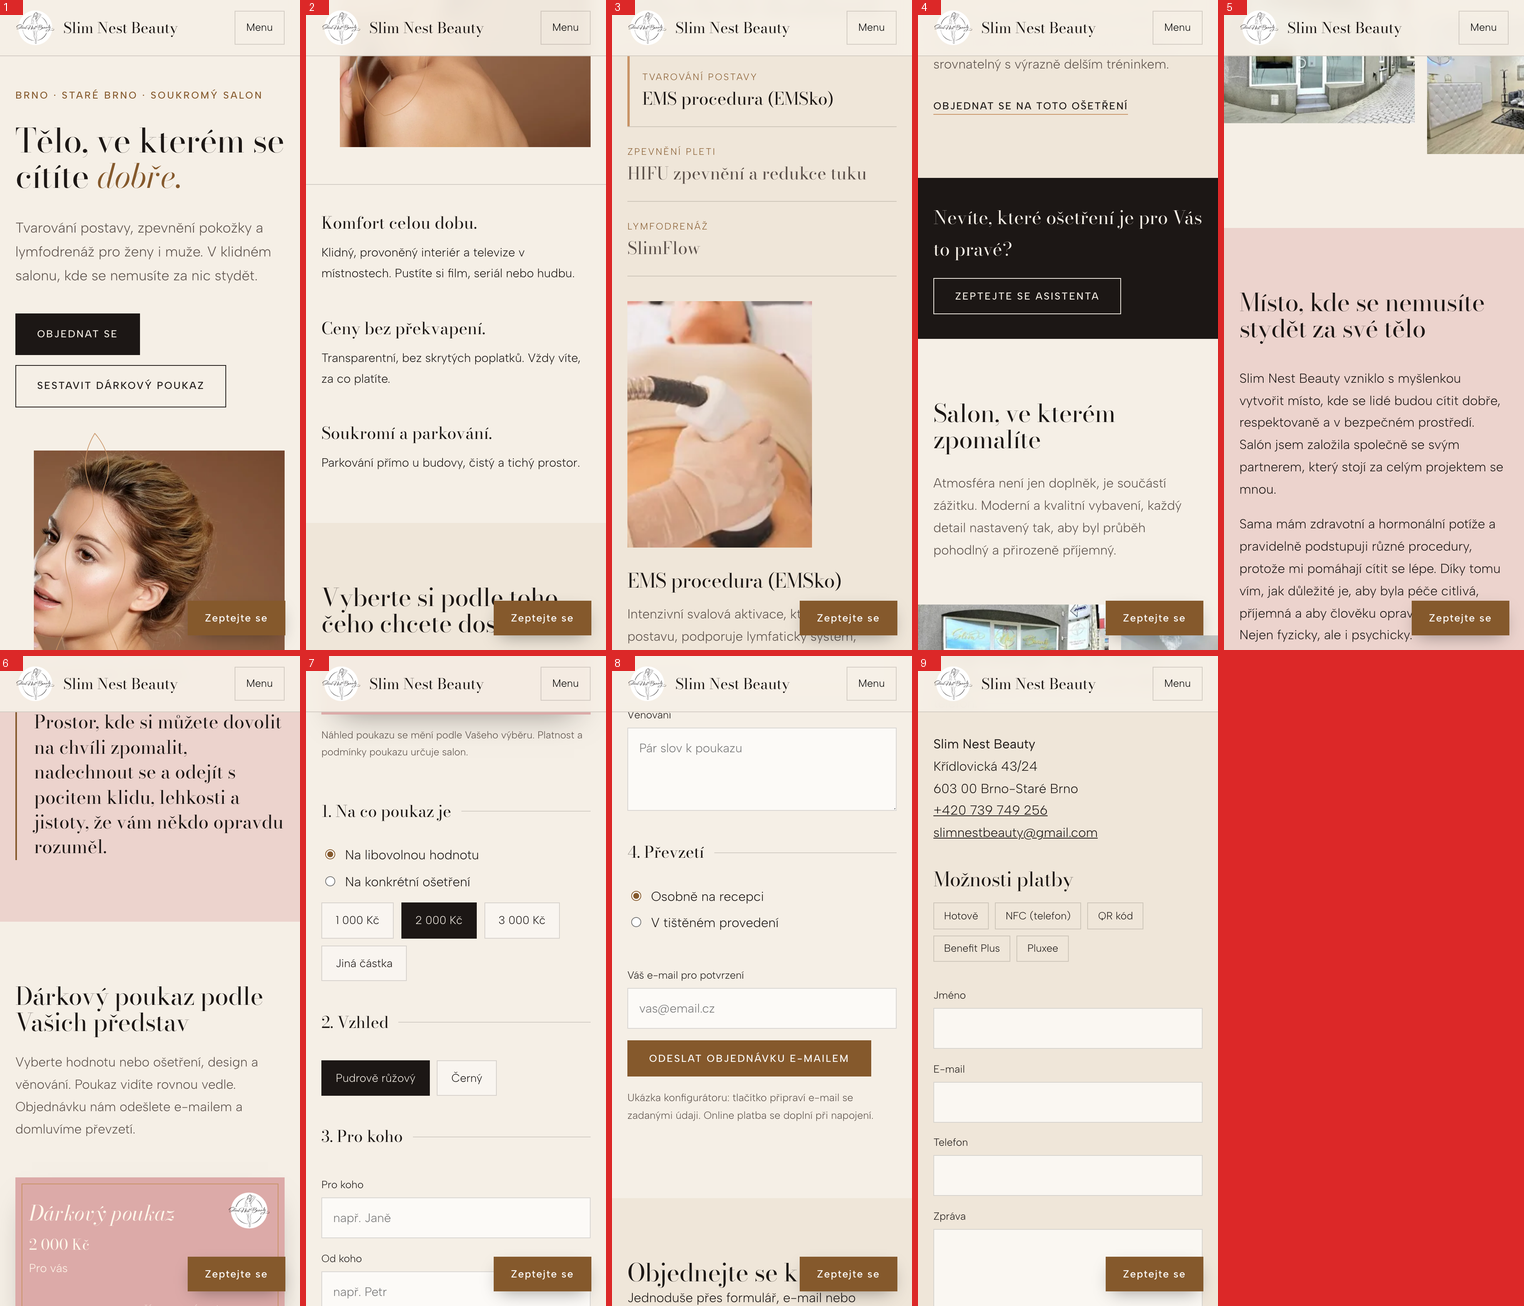 1
Slim Nest Beauty
Menu
BRNO · STARÉ BRNO · SOUKROMÝ SALON
Tělo, ve kterém se
cítíte dobře.
Tvarování postavy, zpevnění pokožky a
lymfodrenáž pro ženy i muže. V klidném
salonu, kde se nemusíte za nic stydět.
OBJEDNAT SE
SESTAVIT DÁRKOVÝ POUKAZ
Zeptejte se
2
Slim Nest Beauty
Menu
Komfort celou dobu.
Klidný, provoněný interiér a televize v
místnostech. Pustíte si film, seriál nebo hudbu.
Ceny bez překvapení.
Transparentní, bez skrytých poplatků. Vždy víte,
za co platíte.
Soukromí a parkování.
Parkování přímo u budovy, čistý a tichý prostor.
Vyberte si podle toho,
čeho chcete
Zeptejte se
3
Slim Nest Beauty
Menu
TVAROVÁNÍ POSTAVY
EMS procedura (EMSko)
ZPEVNĚNÍ PLETI
HIFU zpevnění a redukce tuku
LYMFODRENÁŽ
SlimFlow
EMS procedura (EMSko)
Intenzivní svalová aktivace,
postavu, podporuje lymfatický systém,
Zeptejte se
4
Slim Nest Beauty
Menu
srovnatelný s výrazně delším tréninkem.
OBJEDNAT SE NA TOTO OŠETŘENÍ
Nevíte, které ošetření je pro Vás
to pravé?
ZEPTEJTE SE ASISTENTA
Salon, ve kterém
zpomalíte
Atmosféra není jen doplněk, je součástí
zážitku. Moderní a kvalitní vybavení, každý
detail nastavený tak, aby byl průběh
pohodlný a přirozeně příjemný.
Zeptejte se
5
Slim Nest Beauty
Menu
Místo, kde se nemusíte
stydět za své tělo
Slim Nest Beauty vzniklo s myšlenkou
vytvořit místo, kde se lidé budou cítit dobře,
respektovaně a v bezpečném prostředí.
Salón jsem založila společně se svým
partnerem, který stojí za celým projektem se
mnou.
Sama mám zdravotní a hormonální potíže a
pravidelně podstupuji různé procedury,
protože mi pomáhají cítit se lépe. Díky tomu
vím, jak důležité je, aby byla péče citlivá,
příjemná a aby člověku
Nejen fyzicky, ale i psychicky.
Zeptejte se
6
Slim Nest Beauty
Menu
Prostor, kde si můžete dovolit
na chvíli zpomalit,
nadechnout se a odejít s
pocitem klidu, lehkosti a
jistoty, že vám někdo opravdu
rozuměl.
Dárkový poukaz podle
Vašich představ
Vyberte hodnotu nebo ošetření, design a
věnování. Poukaz vidíte rovnou vedle.
Objednávku nám odešlete e-mailem a
domluvíme převzetí.
Dárkový poukaz
2 000 Kč
Pro vás
Zeptejte se
7
Slim Nest Beauty
Menu
Náhled poukazu se mění podle Vašeho výběru. Platnost a
podmínky poukazu určuje salon.
1. Na co poukaz je
Na libovolnou hodnotu
Na konkrétní ošetření
1 000 Kč
2 000 Kč
3 000 Kč
Jiná částka
2. Vzhled
Pudrově růžový
Černý
3. Pro koho
Pro koho
např. Janě
Od koho
např. Petr
Zeptejte se
8
Slim Nest Beauty
Menu
Věnování
Pár slov k poukazu
4. Převzetí
Osobně na recepci
V tištěném provedení
Váš e-mail pro potvrzení
vas@email.cz
ODESLAT OBJEDNÁVKU E-MAILEM
Ukázka konfigurátoru: tlačítko připraví e-mail se
zadanými údaji. Online platba se doplní při napojení.
Objednejte se k
Jednoduše přes formulář, e-mail nebo
Zeptejte se
9
Slim Nest Beauty
Menu
Slim Nest Beauty
Křídlovická 43/24
603 00 Brno-Staré Brno
+420 739 749 256
slimnestbeauty@gmail.com
Možnosti platby
Hotově
NFC (telefon)
QR kód
Benefit Plus
Pluxee
Jméno
E-mail
Telefon
Zpráva
Zeptejte se